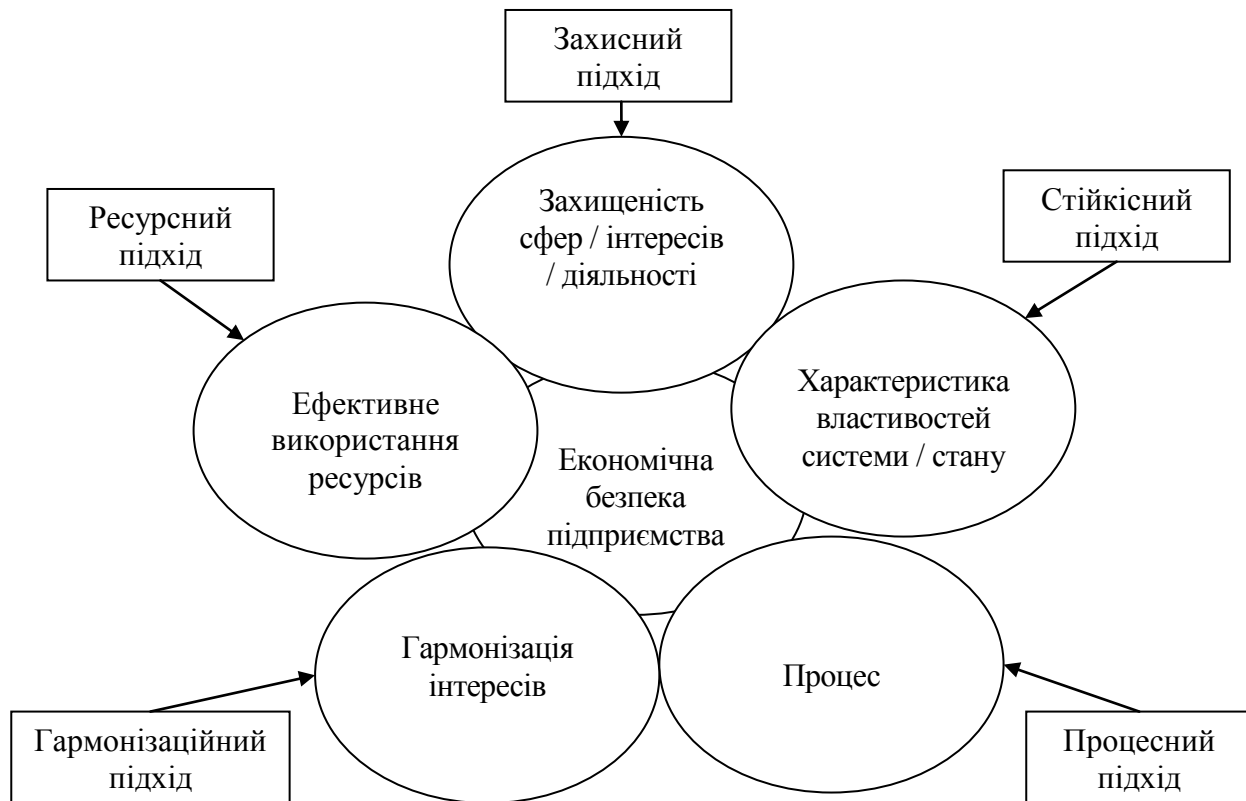 Захисний
підхід
Ресурсний
підхід
Стійкісний
підхід
Захищеність
сфер / інтересів
/ діяльності
Ефективне
використання
ресурсів
Характеристика
властивостей
системи / стану
Економічна
безпека
підприємства
Гармонізація
інтересів
Процес
Гармонізаційний
підхід
Процесний
підхід